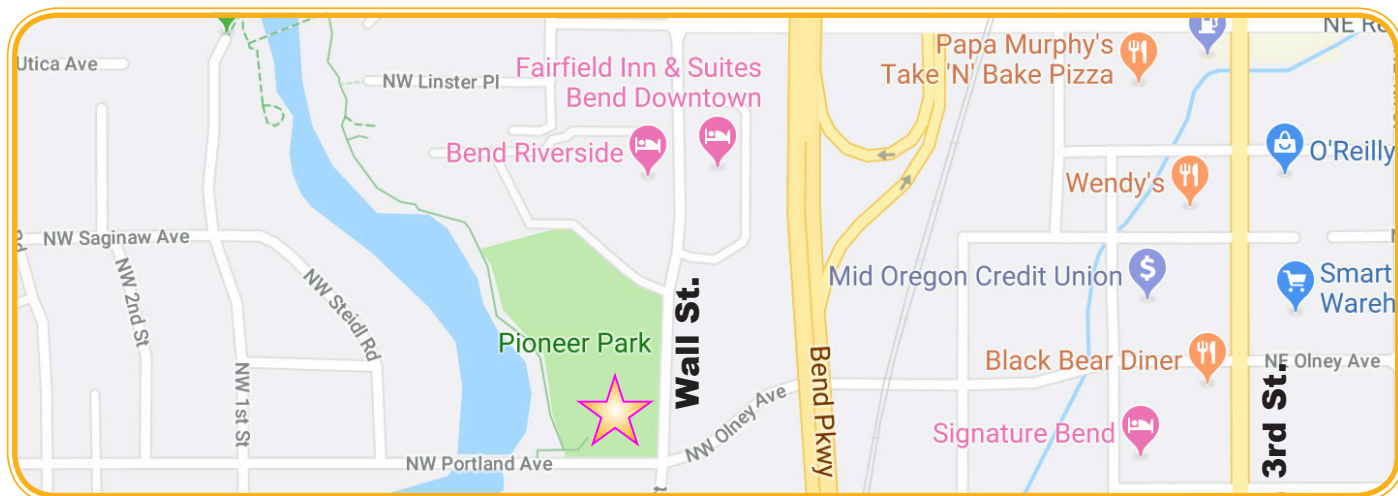 NE Re
Papa Murphy's
Take 'N' Bake Pizza
Utica Ave
Fairfield Inn & Suites
Bend Downtown
NW Linster Pl
Bend Riverside
O'Reilly
Wendy's
NW Saginaw Ave
NW 2nd St
NW Steidl Rd
Mid Oregon Credit Union
$
Smart
Wareh
Wall St.
Pioneer Park
Bend Pkwy
Black Bear Diner
NE Olney Ave
NW 1st St
NW Olney Ave
3rd St.
Signature Bend
NW Portland Ave